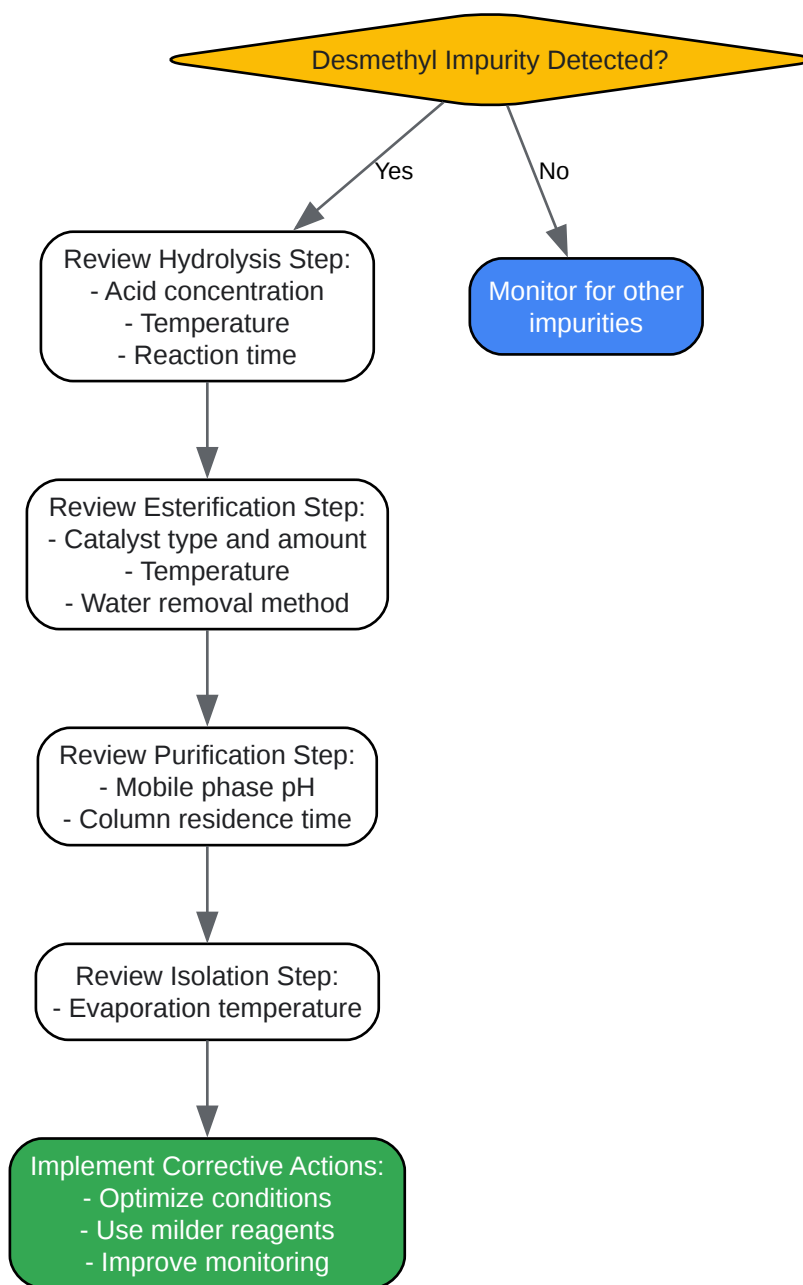 Desmethyl Impurity Detected?
Yes
No
Review Hydrolysis Step:
- Acid concentration
- Temperature
- Reaction time
Monitor for other
impurities
Review Esterification Step:
- Catalyst type and amount
- Temperature
- Water removal method
Review Purification Step:
- Mobile phase pH
- Column residence time
Review Isolation Step:
- Evaporation temperature
Implement Corrective Actions:
- Optimize conditions
- Use milder reagents
- Improve monitoring